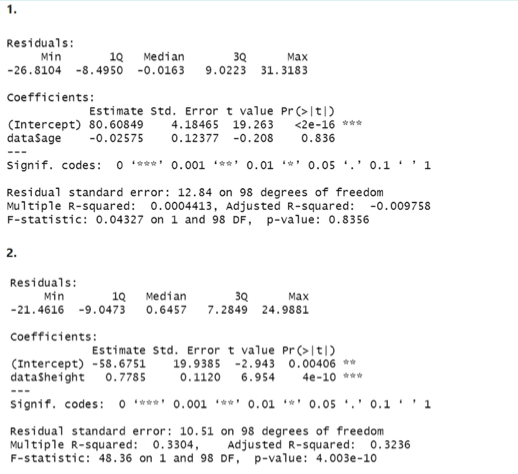 1.
Residuals:
Min 1Q Median 3Q Max
-26.8104 -8.4950 -0.0163 9.0223 31.3183
Coefficients:
Estimate Std. Error t value Pr(>|t|)
(Intercept) 80.60849 4.18465 19.263 <2e-16 ***
data$age -0.02575 0.12377 -0.208 0.836
---
Signif. codes: 0 '***' 0.001 '**' 0.01 '*' 0.05 '.' 0.1 ' ' 1
Residual standard error: 12.84 on 98 degrees of freedom
Multiple R-squared: 0.0004413, Adjusted R-squared: -0.009758
F-statistic: 0.04327 on 1 and 98 DF, p-value: 0.8356
2.
Residuals:
Min 1Q Median 3Q Max
-21.4616 -9.0473 0.6457 7.2849 24.9881
Coefficients:
Estimate Std. Error t value Pr(>|t|)
(Intercept) -58.6751 19.9385 -2.943 0.00406 **
data$height 0.7785 0.1120 6.954 4e-10 ***
---
Signif. codes: 0 '***' 0.001 '**' 0.01 '*' 0.05 '.' 0.1 ' ' 1
Residual standard error: 10.51 on 98 degrees of freedom
Multiple R-squared: 0.3304, Adjusted R-squared: 0.3236
F-statistic: 48.36 on 1 and 98 DF, p-value: 4.003e-10